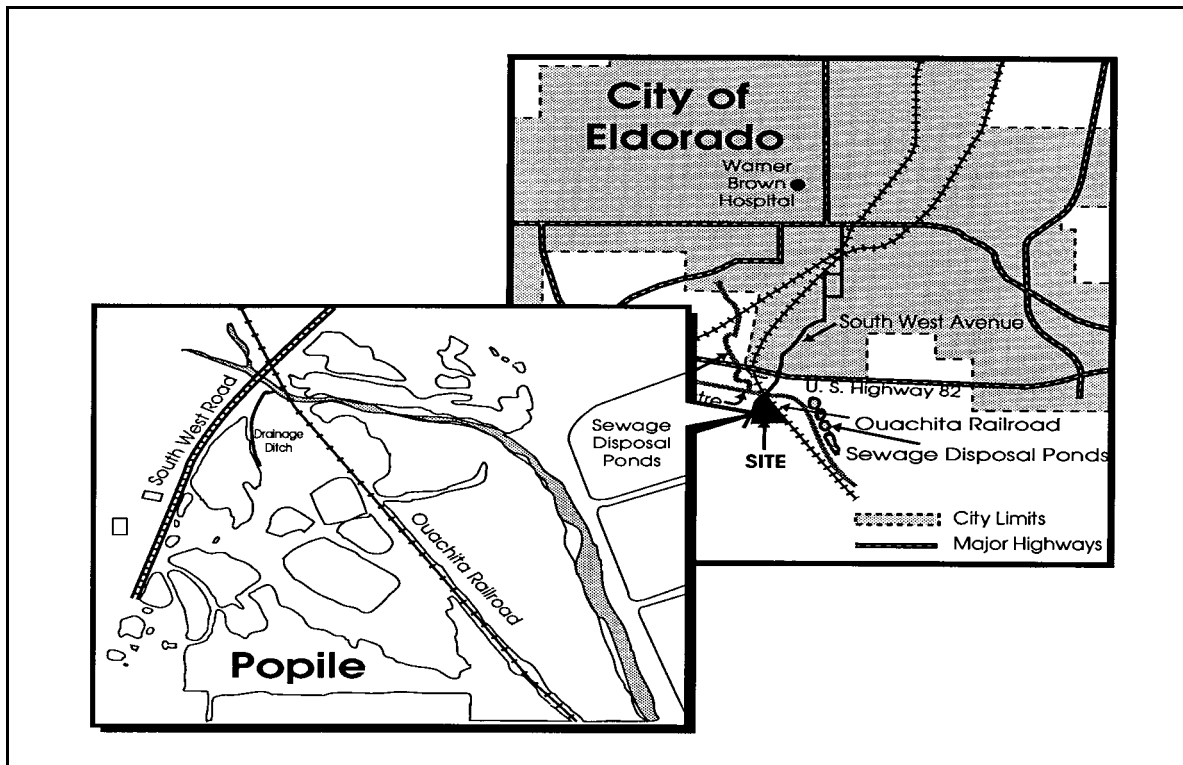 City of
Eldorado
Warner
Brown
Hospital
South West Avenue
U. S. Highway 82
Ouachita Railroad
Sewage Disposal Ponds
SITE
City Limits
Major Highways
South West Road
Drainage
Ditch
Sewage
Disposal
Ponds
Ouachita Railroad
Popile